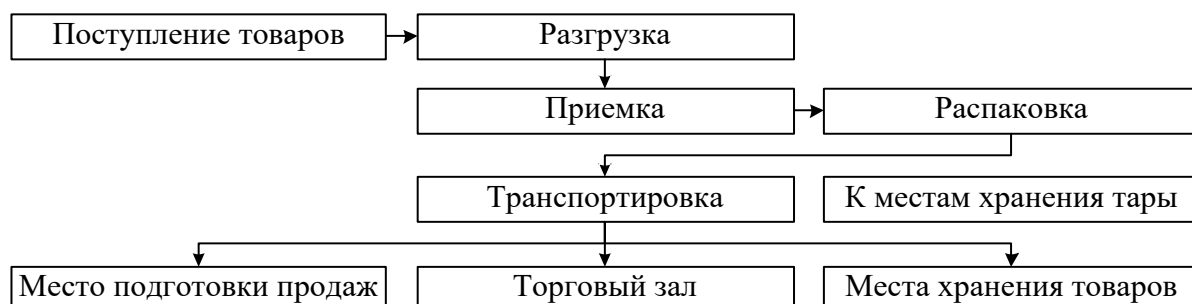 Поступление товаров
Разгрузка
Приемка
Распаковка
Транспортировка
К местам хранения тары
Место подготовки продаж
Торговый зал
Места хранения товаров